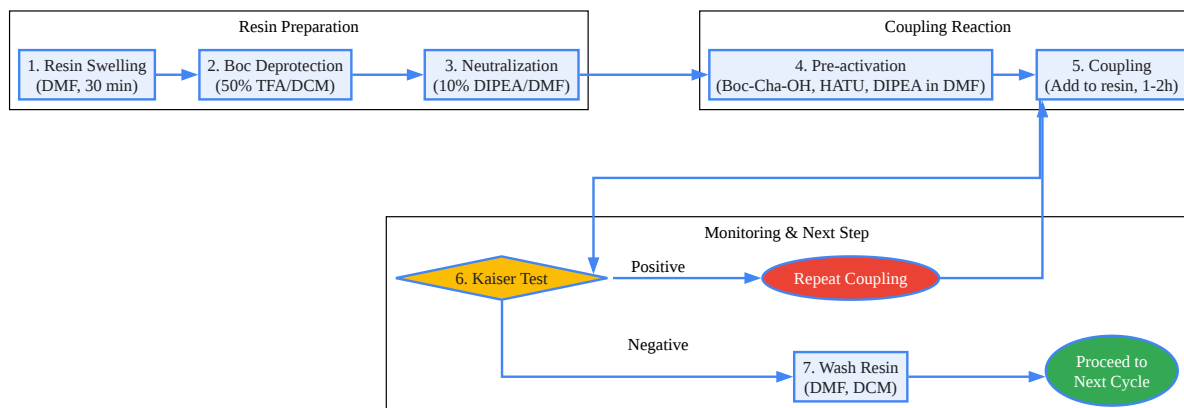 Resin Preparation
1. Resin Swelling
(DMF, 30 min)
2. Boc Deprotection
(50% TFA/DCM)
3. Neutralization
(10% DIPEA/DMF)
Coupling Reaction
4. Pre-activation
(Boc-Cha-OH, HATU, DIPEA in DMF)
5. Coupling
(Add to resin, 1-2h)
Monitoring & Next Step
6. Kaiser Test
Positive
Repeat Coupling
Negative
7. Wash Resin
(DMF, DCM)
Proceed to
Next Cycle